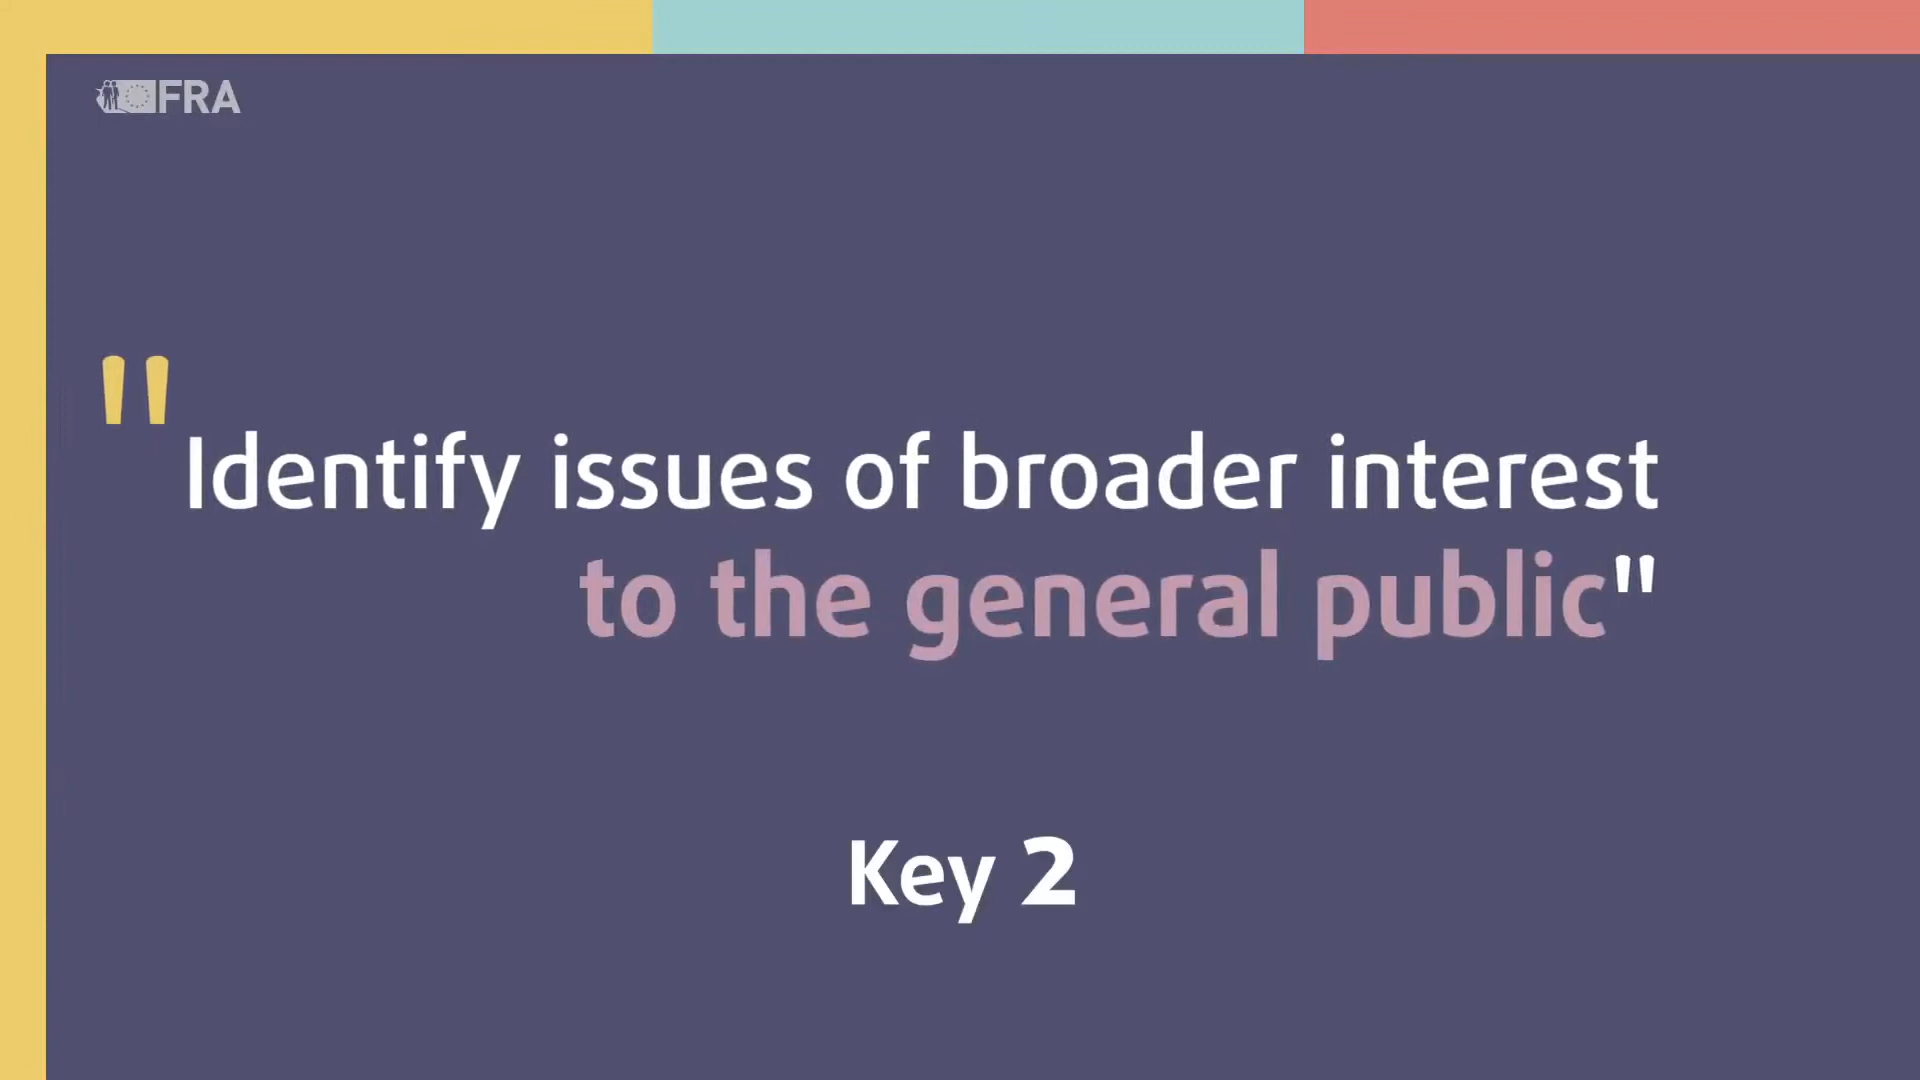 FRA
"Identify issues of broader interest
to the general public"
Key 2